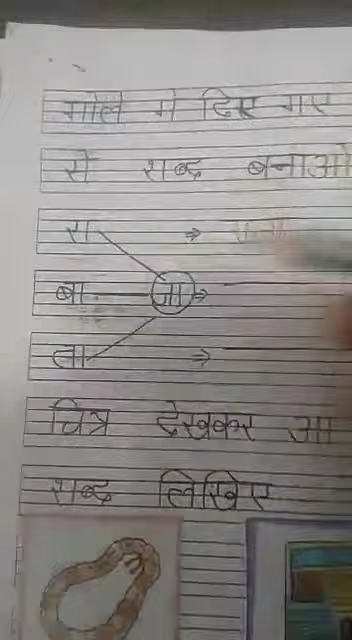 गोले में दिए गए
से शब्द बनाओ
रा →
बा जा →
ता →
चित्र देखकर आ
शब्द लिखिए